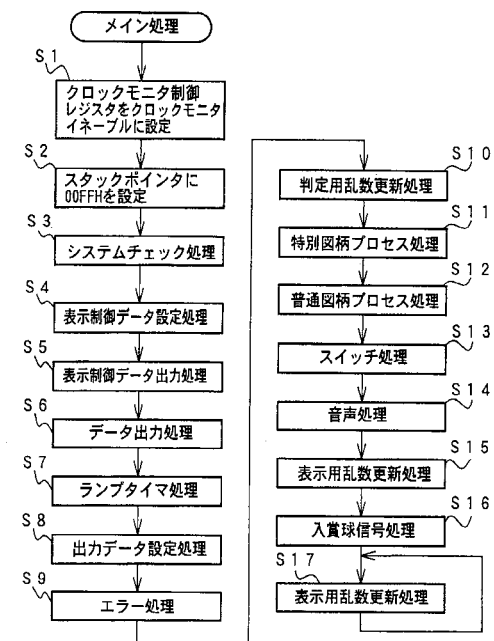 メイン処理
S1
クロックモニタ制御
レジスタをクロックモニタ
イネーブルに設定
S2
スタックポインタに
00FFHを設定
S3
システムチェック処理
S4
表示制御データ設定処理
S5
表示制御データ出力処理
S6
データ出力処理
S7
ランプタイマ処理
S8
出力データ設定処理
S9
エラー処理
S10
判定用乱数更新処理
S11
特別図柄プロセス処理
S12
普通図柄プロセス処理
S13
スイッチ処理
S14
音声処理
S15
表示用乱数更新処理
S16
入賞球信号処理
S17
表示用乱数更新処理